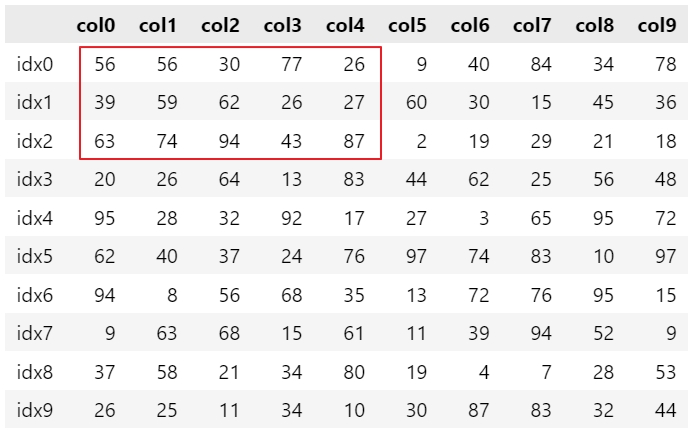 col0 col1 col2 col3 col4 col5 col6 col7 col8 col9
idx0 56 56 30 77 26 9 40 84 34 78
idx1 39 59 62 26 27 60 30 15 45 36
idx2 63 74 94 43 87 2 19 29 21 18
idx3 20 26 64 13 83 44 62 25 56 48
idx4 95 28 32 92 17 27 3 65 95 72
idx5 62 40 37 24 76 97 74 83 10 97
idx6 94 8 56 68 35 13 72 76 95 15
idx7 9 63 68 15 61 11 39 94 52 9
idx8 37 58 21 34 80 19 4 7 28 53
idx9 26 25 11 34 10 30 87 83 32 44